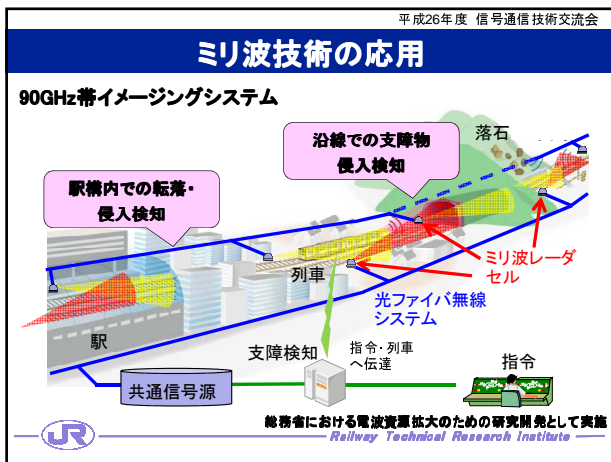 平成26年度 信号通信技術交流会
ミリ波技術の応用
90GHz帯イメージングシステム
沿線での支障物
侵入検知
落石
駅構内での転落・
侵入検知
ミリ波レーダ
セル
列車
光ファイバ無線
システム
駅
支障検知
指令・列車
へ伝達
指令
共通信号源
総務省における電波資源拡大のための研究開発として実施
JR
Railway Technical Research Institute